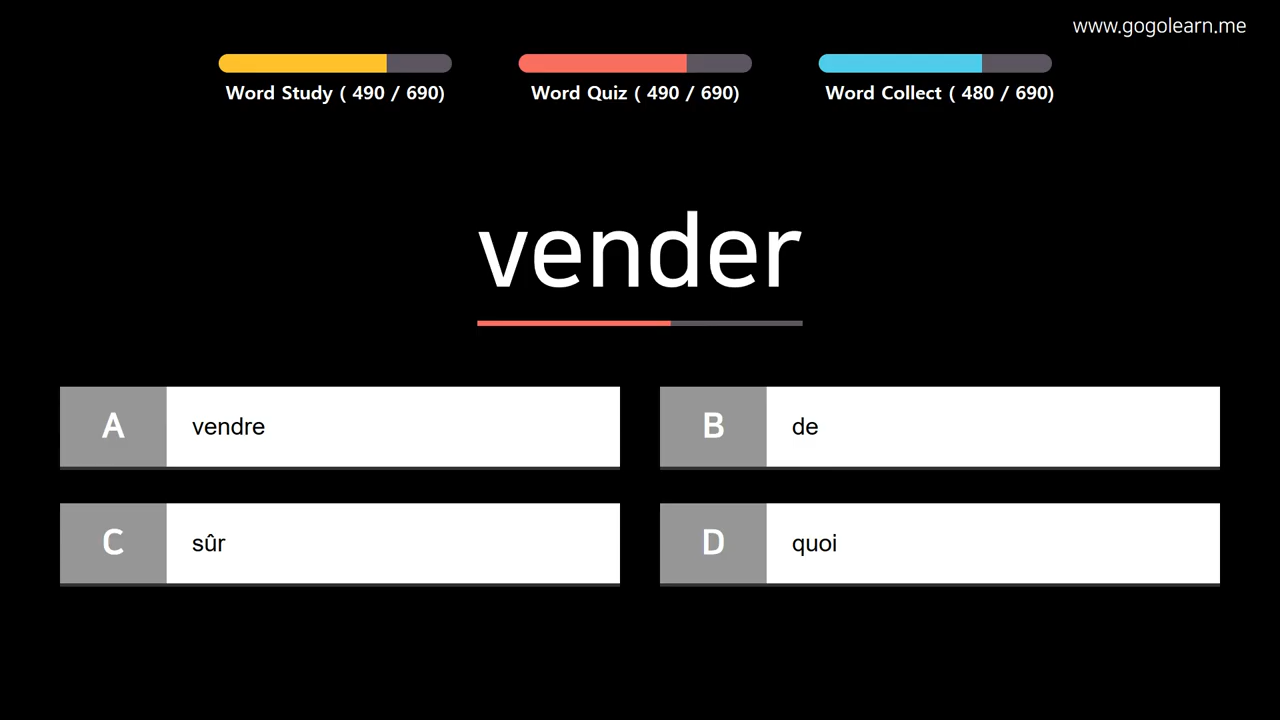 www.gogolearn.me
Word Study ( 490 / 690)
Word Quiz ( 490 / 690)
Word Collect ( 480 / 690)
vender
A vendre
B de
C sûr
D quoi